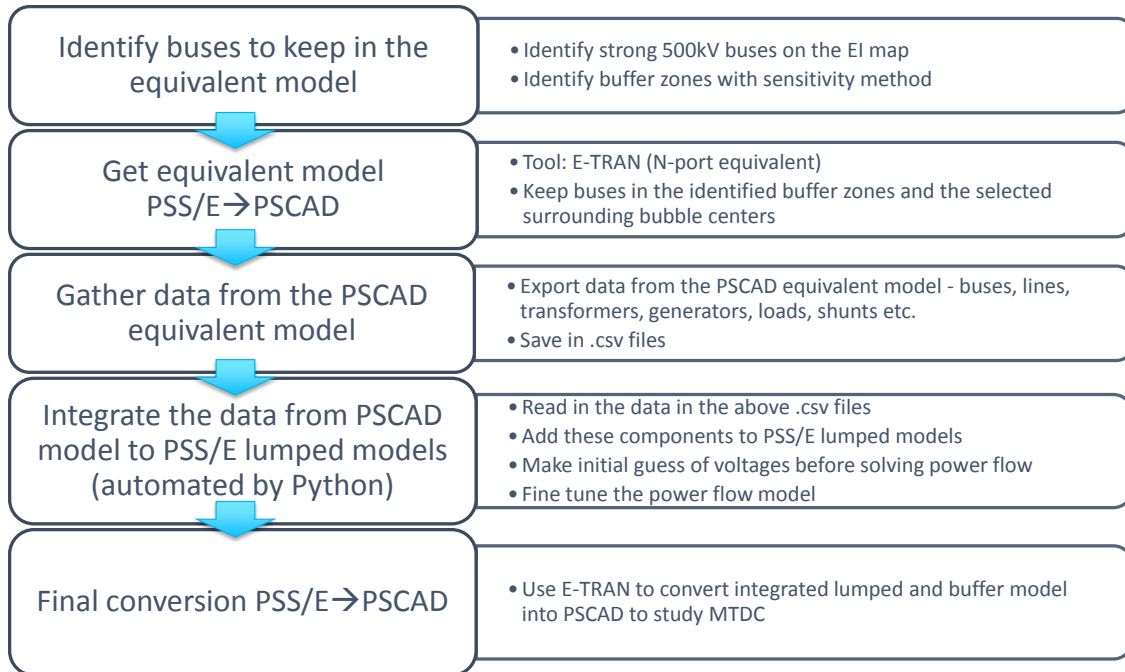 Identify buses to keep in the
equivalent model
• Identify strong 500kV buses on the EI map
• Identify buffer zones with sensitivity method
Get equivalent model
PSS/E→PSCAD
• Tool: E-TRAN (N-port equivalent)
• Keep buses in the identified buffer zones and the selected
surrounding bubble centers
Gather data from the PSCAD
equivalent model
• Export data from the PSCAD equivalent model - buses, lines,
transformers, generators, loads, shunts etc.
• Save in .csv files
Integrate the data from PSCAD
model to PSS/E lumped models
(automated by Python)
• Read in the data in the above .csv files
• Add these components to PSS/E lumped models
• Make initial guess of voltages before solving power flow
• Fine tune the power flow model
Final conversion PSS/E→PSCAD
• Use E-TRAN to convert integrated lumped and buffer model
into PSCAD to study MTDC